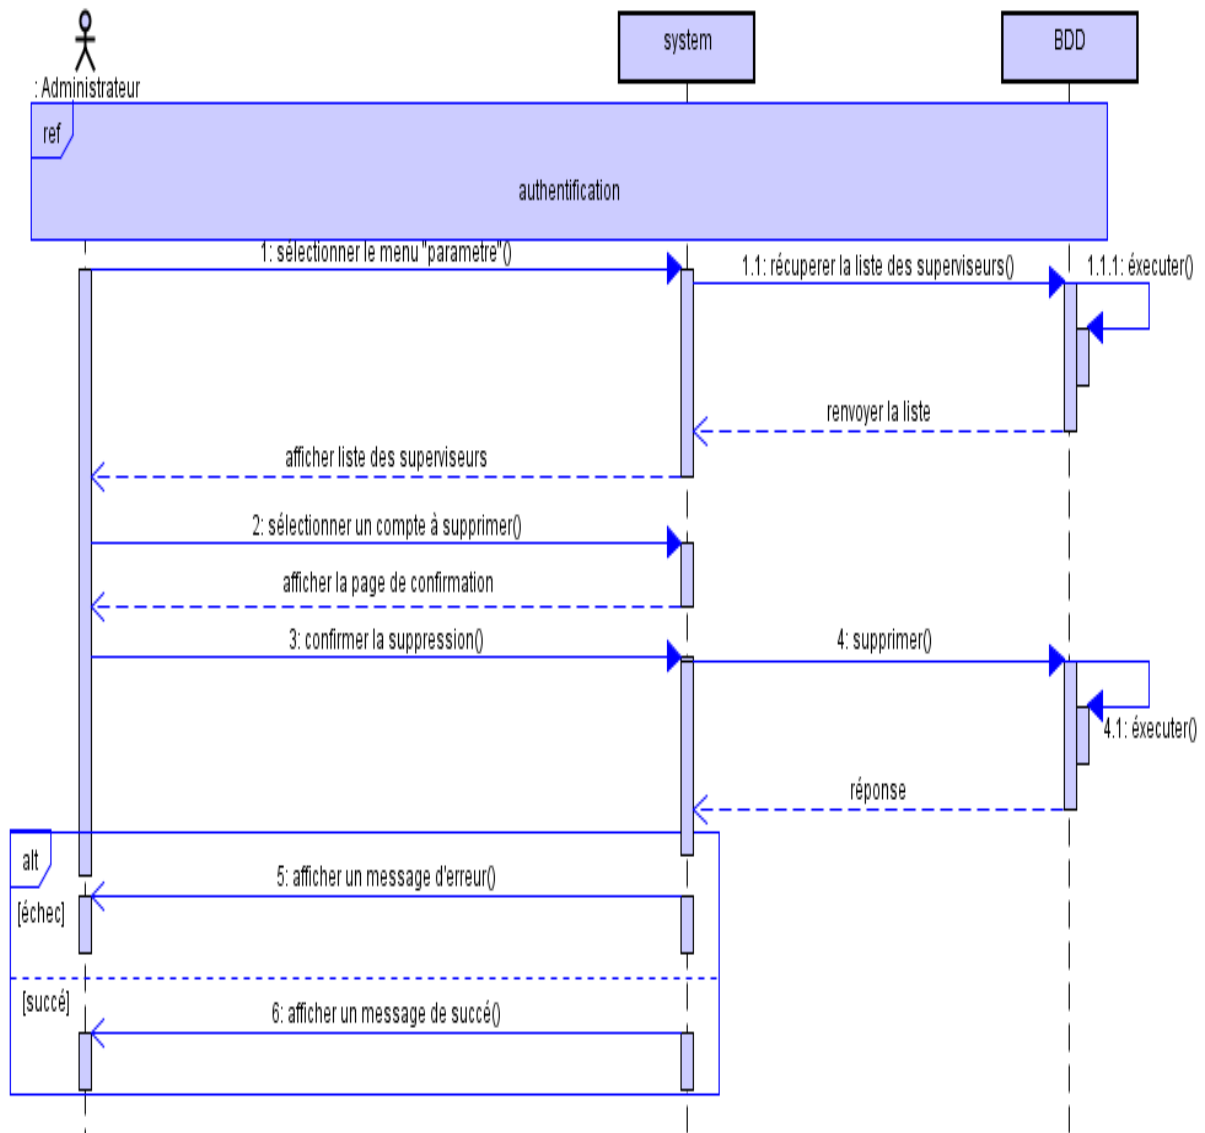 system
BDD
: Administrateur
ref
authentification
1: sélectionner le menu "parametre"()
1.1: récuperer la liste des superviseurs()
1.1.1: éxecuter()
renvoyer la liste
afficher liste des superviseurs
2: sélectionner un compte à supprimer()
afficher la page de confirmation
3: confirmer la suppression()
4: supprimer()
4.1: éxecuter()
réponse
alt
5: afficher un message d'erreur()
[échec]
[succé]
6: afficher un message de succé()